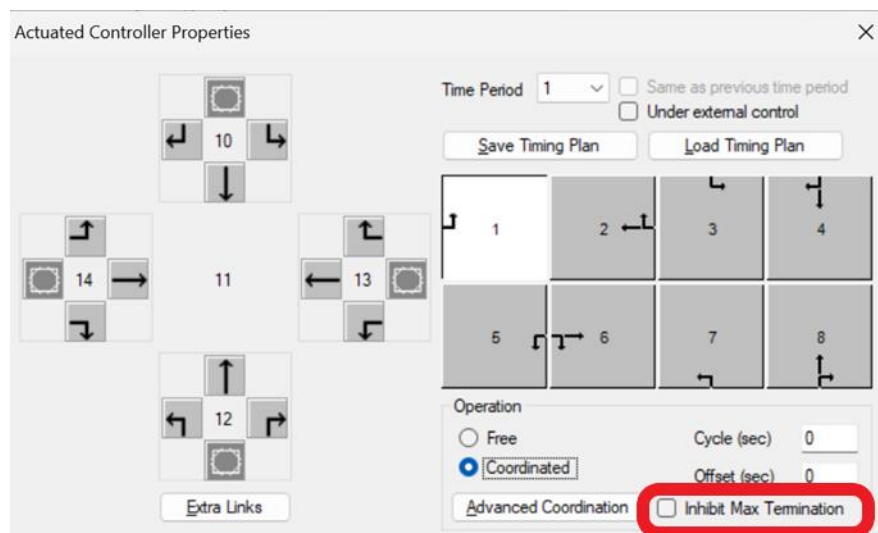 Actuated Controller Properties
Time Period 1 Same as previous time period
Under external control
Save Timing Plan Load Timing Plan
10
14 11 13
12
Extra Links
1 2 3 4
5 6 7 8
Operation
Free Cycle (sec) 0
Coordinated Offset (sec) 0
Advanced Coordination Inhibit Max Termination